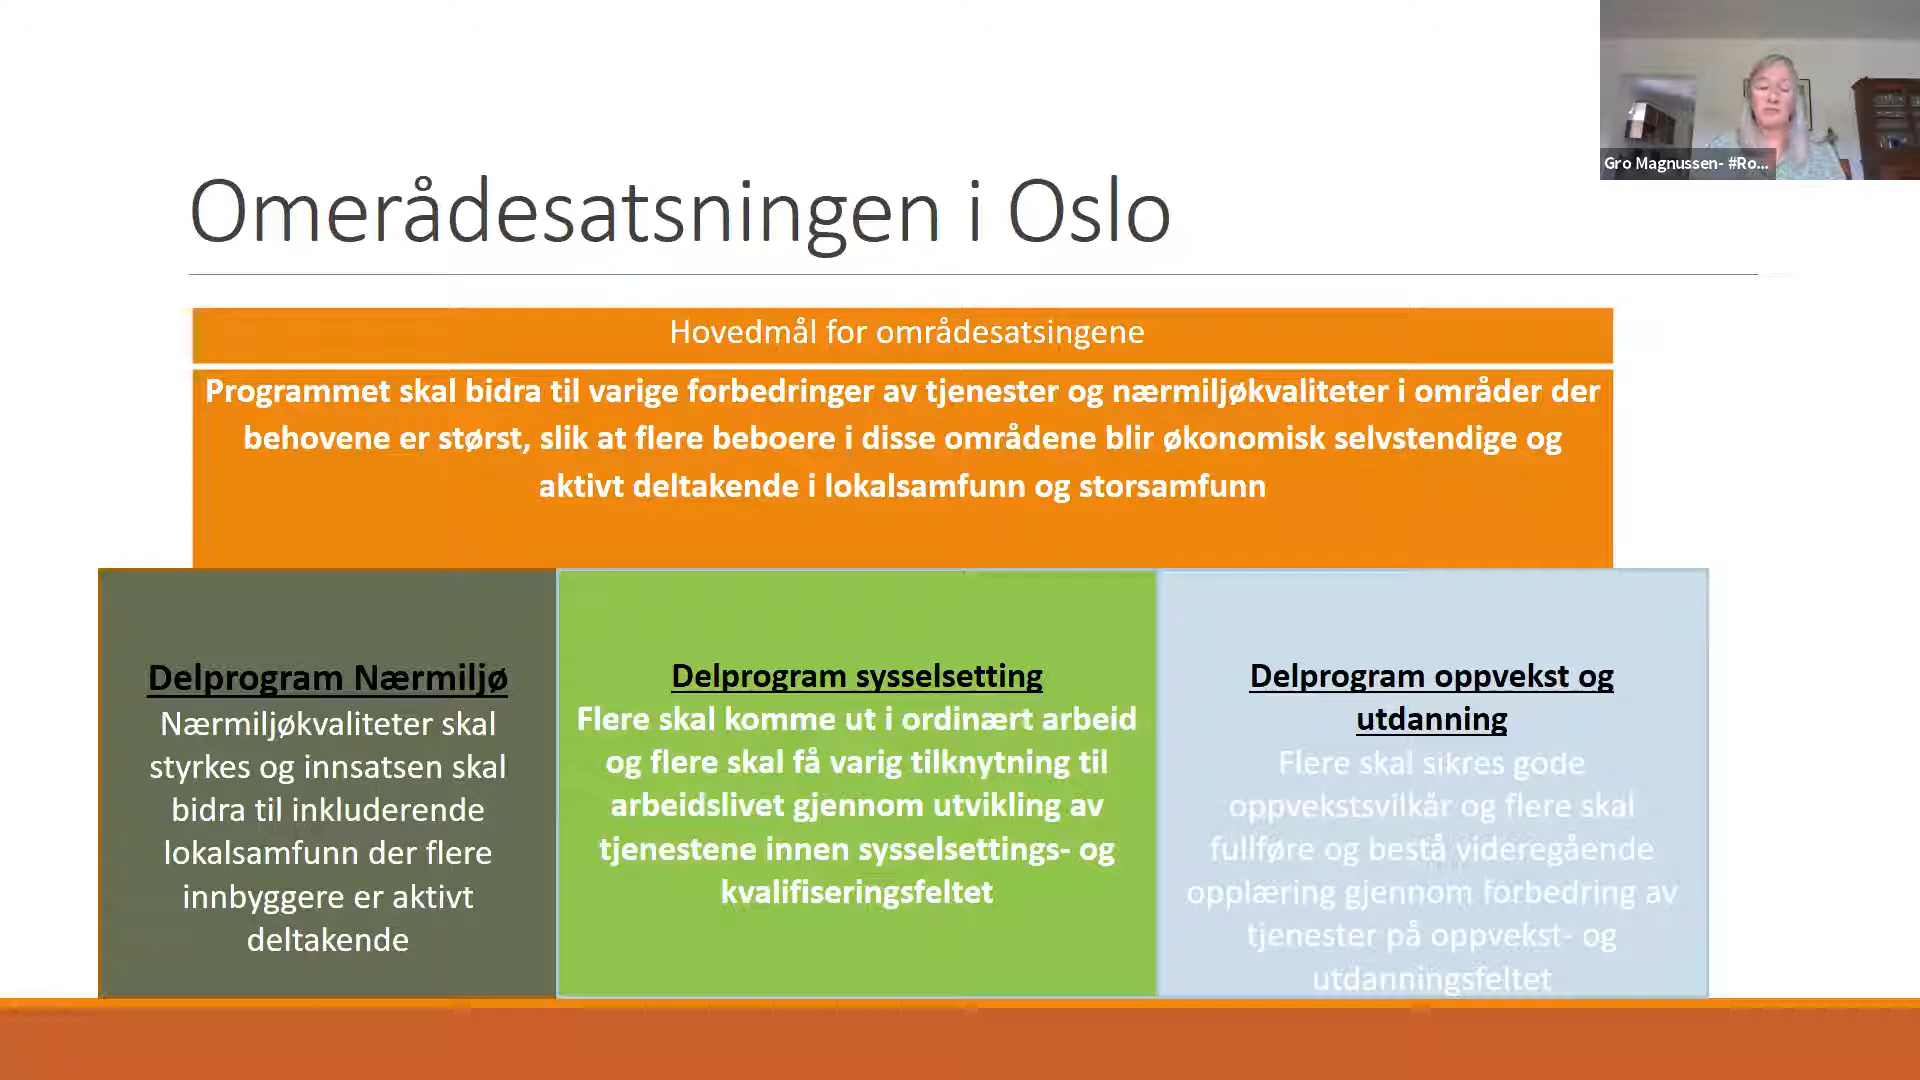 Gro Magnussen- #Ro...
Omerådesatsningen i Oslo
Hovedmål for områdesatsingene
Programmet skal bidra til varige forbedringer av tjenester og nærmiljøkvaliteter i områder der
behovene er størst, slik at flere beboere i disse områdene blir økonomisk selvstendige og
aktivt deltakende i lokalsamfunn og storsamfunn
Delprogram Nærmiljø
Nærmiljøkvaliteter skal
styrkes og innsatsen skal
bidra til inkluderende
lokalsamfunn der flere
innbyggere er aktivt
deltakende
Delprogram sysselsetting
Flere skal komme ut i ordinært arbeid
og flere skal få varig tilknytning til
arbeidslivet gjennom utvikling av
tjenestene innen sysselsettings- og
kvalifiseringsfeltet
Delprogram oppvekst og
utdanning
Flere skal sikres gode
oppvekstsvilkår og flere skal
fullføre og bestå videregående
opplæring gjennom forbedring av
tjenester på oppvekst- og
utdanningsfeltet